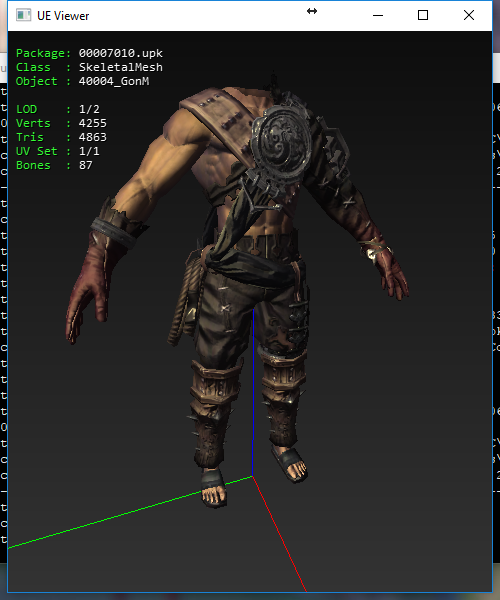 UE Viewer
Package: 00007010.upk
Class  : SkeletalMesh
Object : 40004_GonM
LOD    : 1/2
Verts  : 4255
Tris   : 4863
UV Set : 1/1
Bones  : 87